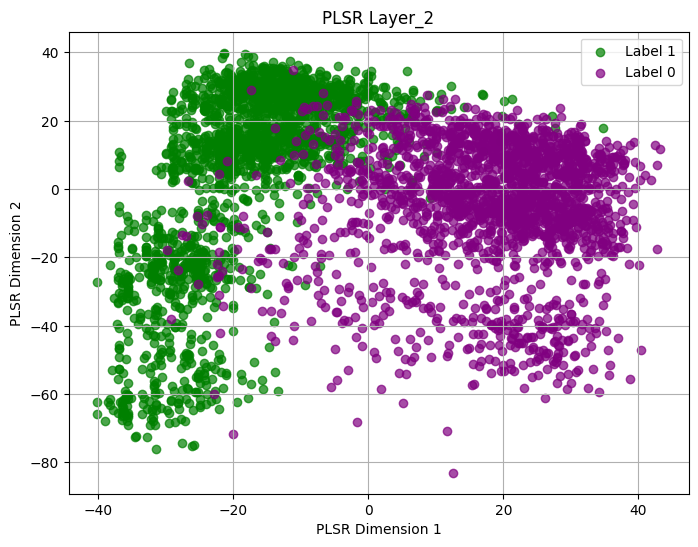 PLSR Layer_2
Label 1
Label 0
40
20
0
−20
−40
−60
−80
PLSR Dimension 2
−40
−20
0
20
40
PLSR Dimension 1